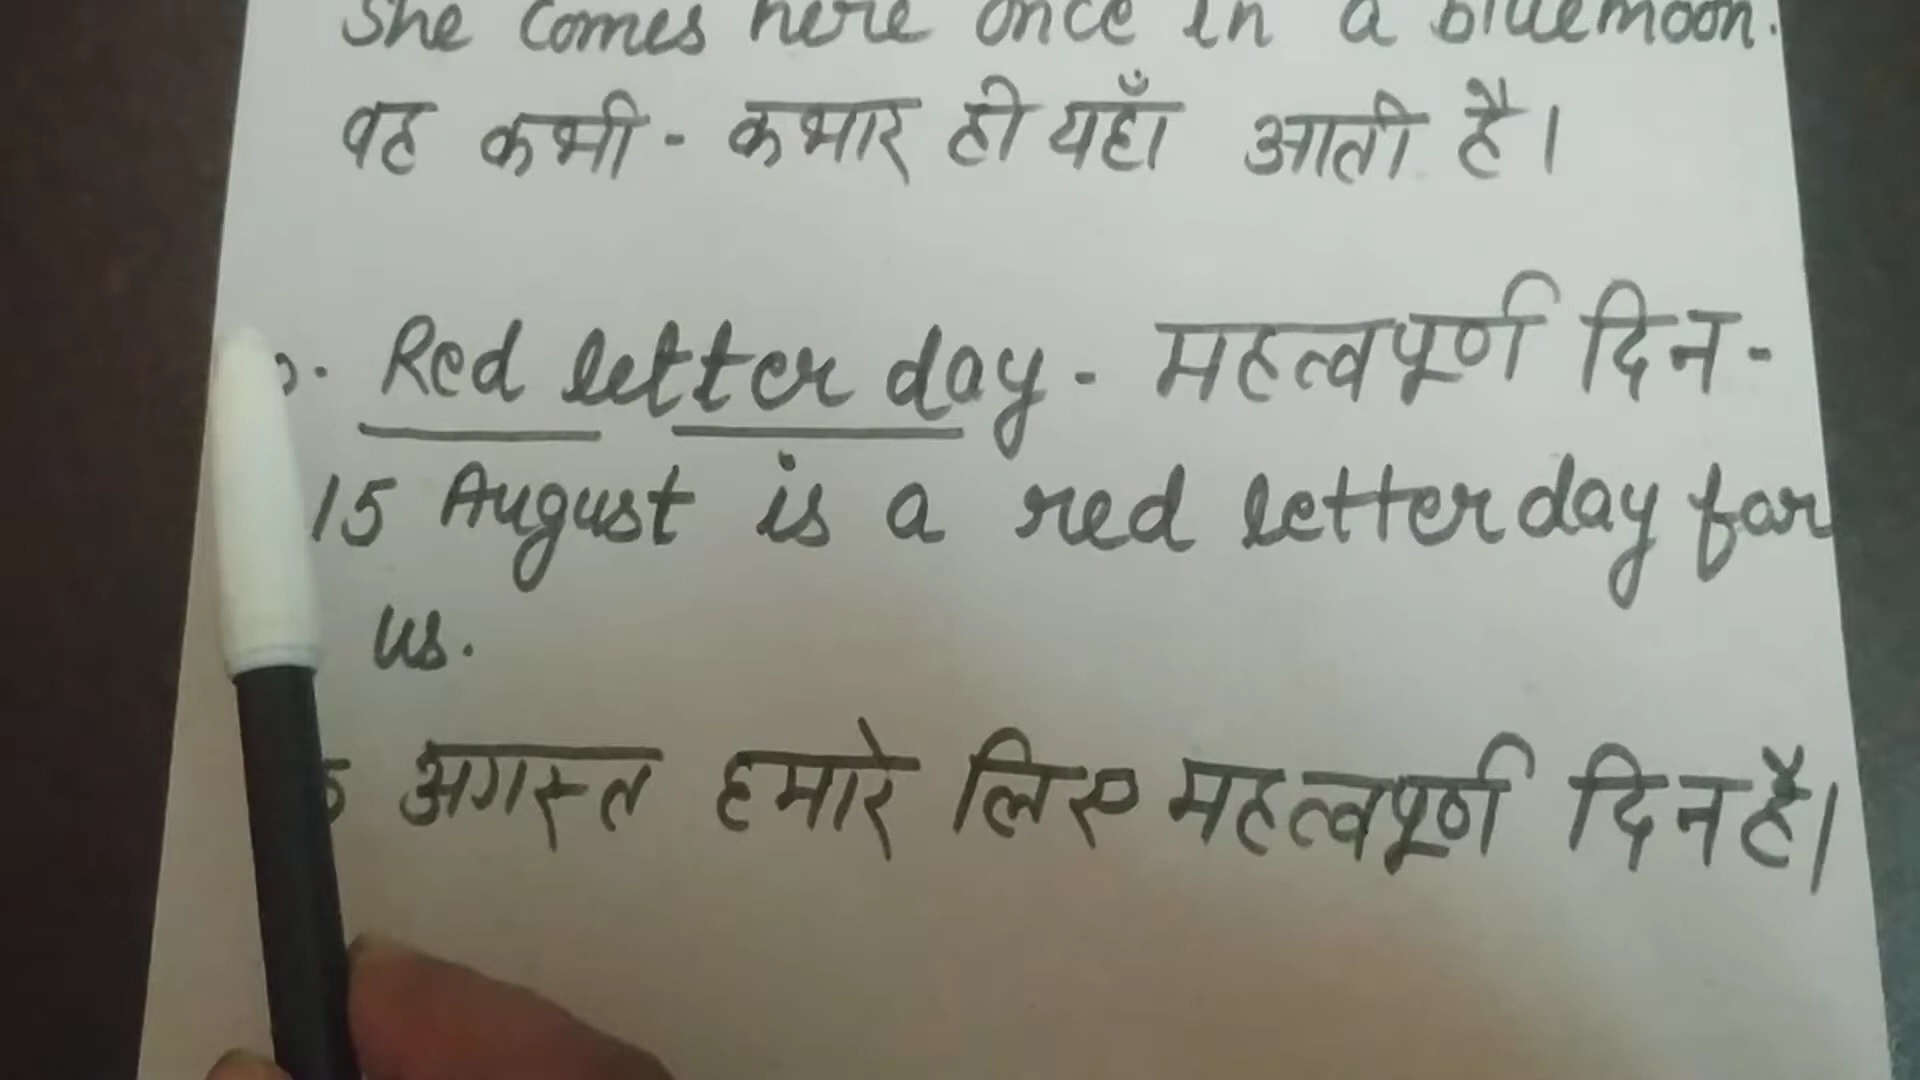 She comes here once in a bluemoon.
वह कभी - कभार ही यहाँ आती है।
Red letter day - महत्वपूर्ण दिन -
15 August is a red letter day for
us.
अगस्त हमारे लिए महत्वपूर्ण दिन है।